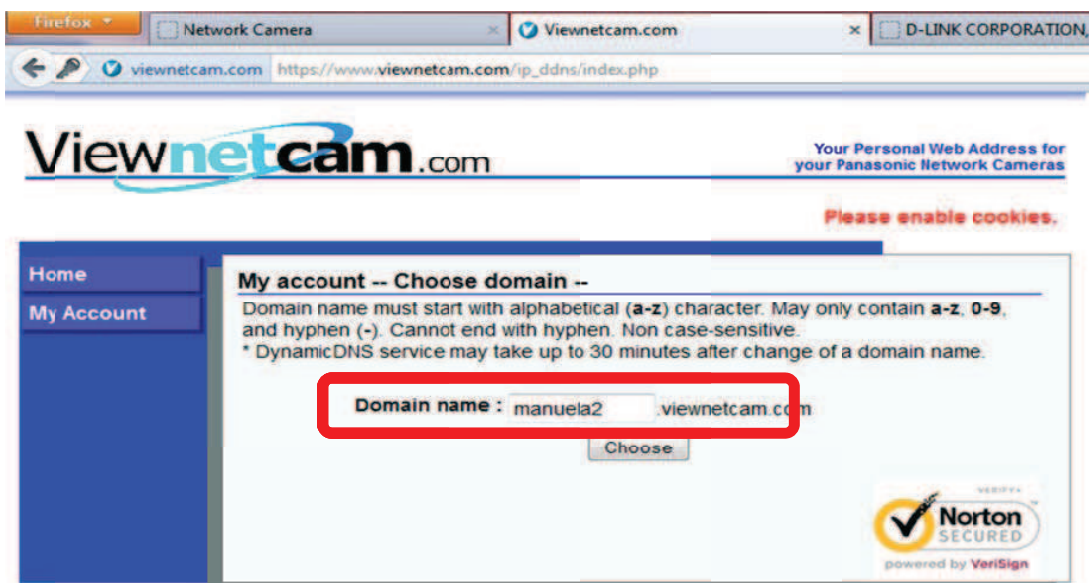 Firefox
Network Camera
Viewnetcam.com
D-LINK CORPORATION,
viewnetcam.com https://www.viewnetcam.com/ip_ddns/index.php
Viewnetcam.com
Your Personal Web Address for
your Panasonic Network Cameras
Please enable cookies.
Home
My Account
My account -- Choose domain --
Domain name must start with alphabetical (a-z) character. May only contain a-z, 0-9,
and hyphen (-). Cannot end with hyphen. Non case-sensitive.
* DynamicDNS service may take up to 30 minutes after change of a domain name.
Domain name : manuela2 .viewnetcam.com
Choose
Norton
SECURED
powered by VeriSign